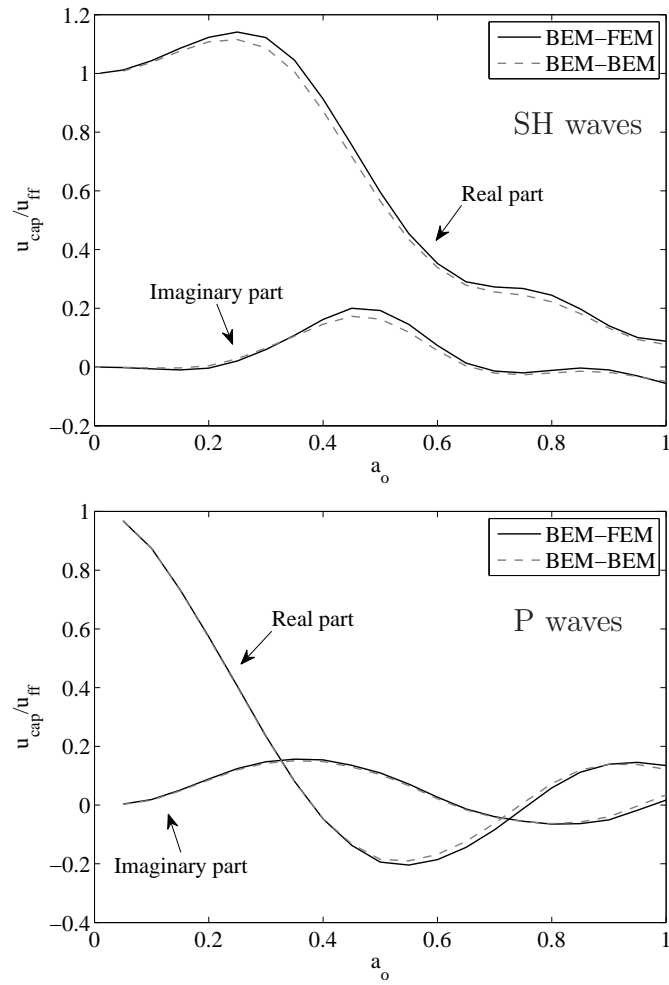 1.2
1
0.8
0.6
0.4
0.2
0
−0.2
u_cap/u_ff
BEM−FEM
BEM−BEM
SH waves
Real part
Imaginary part
0 0.2 0.4 0.6 0.8 1
a_o
1
0.8
0.6
0.4
0.2
0
−0.2
−0.4
u_cap/u_ff
BEM−FEM
BEM−BEM
P waves
Real part
Imaginary part
0 0.2 0.4 0.6 0.8 1
a_o